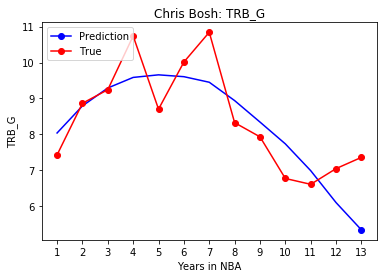 Chris Bosh: TRB_G
Prediction
True
TRB_G
11
10
9
8
7
6
1 2 3 4 5 6 7 8 9 10 11 12 13
Years in NBA